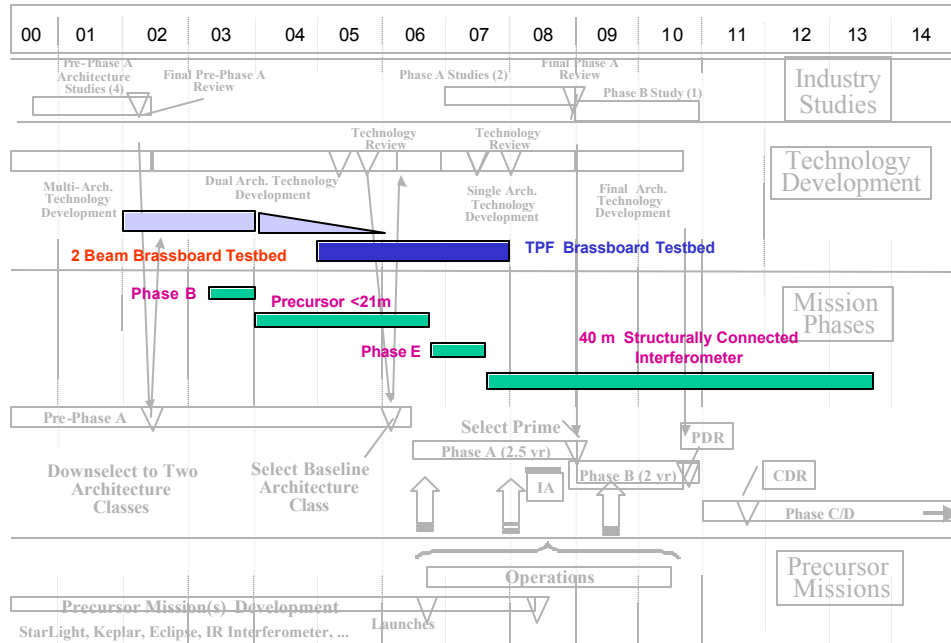 00 01 02 03 04 05 06 07 08 09 10 11 12 13 14
Pre-Phase A
Architecture
Studies (4)
Final Pre-Phase A
Review
Phase A Studies (2)
Final Phase A
Review
Phase B Study (1)
Industry
Studies
Technology
Review
Technology
Review
Technology
Development
Multi-Arch.
Technology
Development
Dual Arch. Technology
Development
Single Arch.
Technology
Development
Final Arch.
Technology
Development
2 Beam Brassboard Testbed
TPF Brassboard Testbed
Phase B
Precursor <21m
Mission
Phases
Phase E
40 m Structurally Connected
Interferometer
Pre-Phase A
Select Prime
Phase A (2.5 yr)
PDR
Downselect to Two
Architecture
Classes
Select Baseline
Architecture
Class
IA
Phase B (2 yr)
CDR
Phase C/D
Operations
Precursor
Missions
Precursor Mission(s) Development
Launches
StarLight, Keplar, Eclipse, IR Interferometer, ...